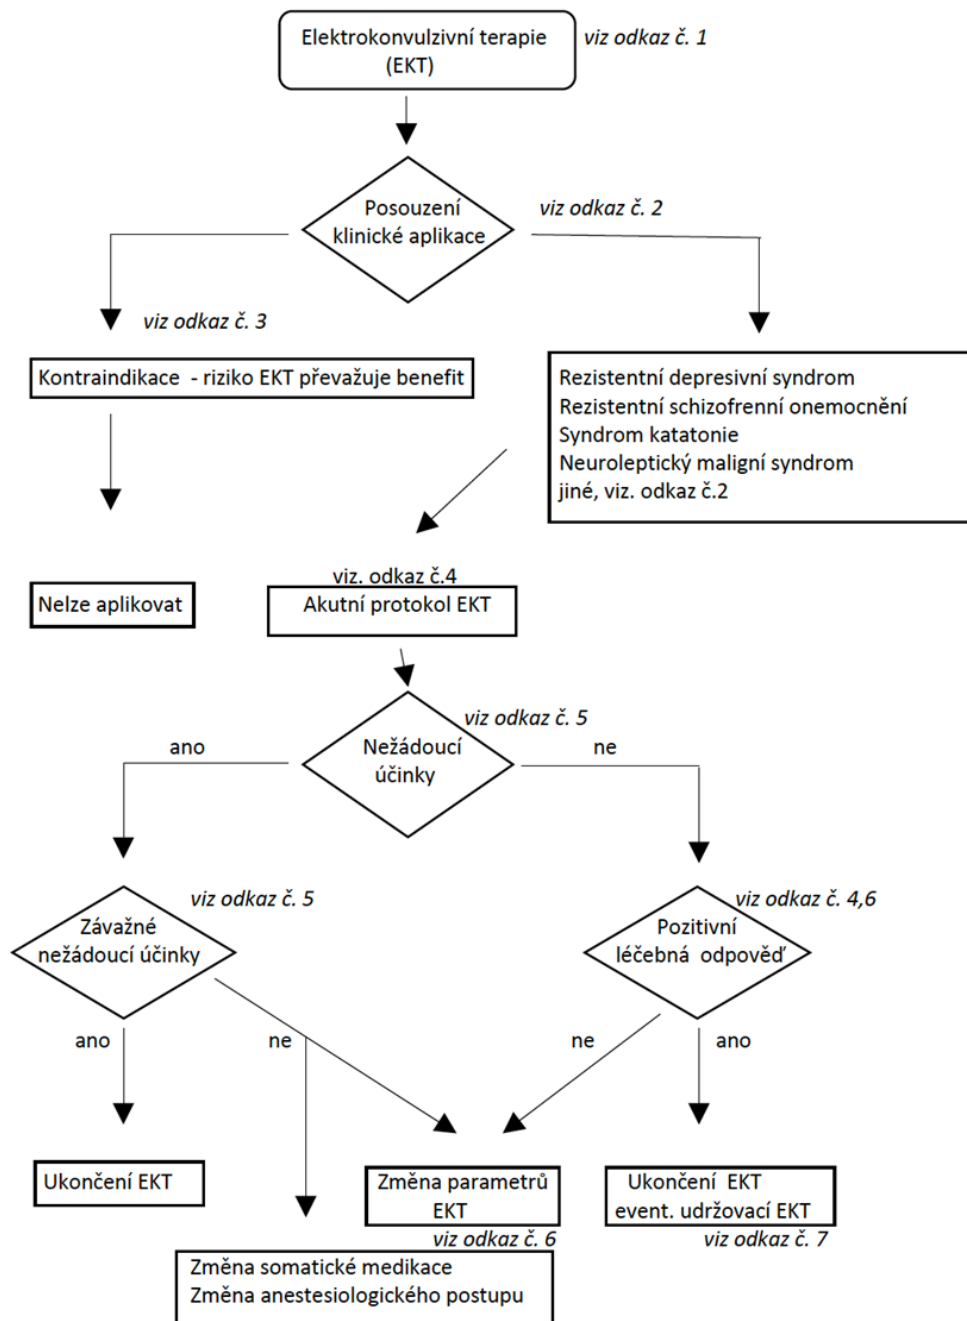 Elektrokonvulzivní terapie
(EKT)
viz odkaz č. 1
Posouzení
klinické aplikace
viz odkaz č. 2
viz odkaz č. 3
Kontraindikace - riziko EKT převažuje benefit
Rezistentní depresivní syndrom
Rezistentní schizofrenní onemocnění
Syndrom katatonie
Neuroleptický maligní syndrom
jiné, viz. odkaz č.2
Nelze aplikovat
viz. odkaz č.4
Akutní protokol EKT
viz odkaz č. 5
ano
Nežádoucí
účinky
ne
viz odkaz č. 5
Závažné
nežádoucí účinky
viz odkaz č. 4,6
Pozitivní
léčebná odpověď
ano
ne
ne
ano
Ukončení EKT
Změna parametrů
EKT
viz odkaz č. 6
Ukončení EKT
event. udržovací EKT
viz odkaz č. 7
Změna somatické medikace
Změna anestesiologického postupu